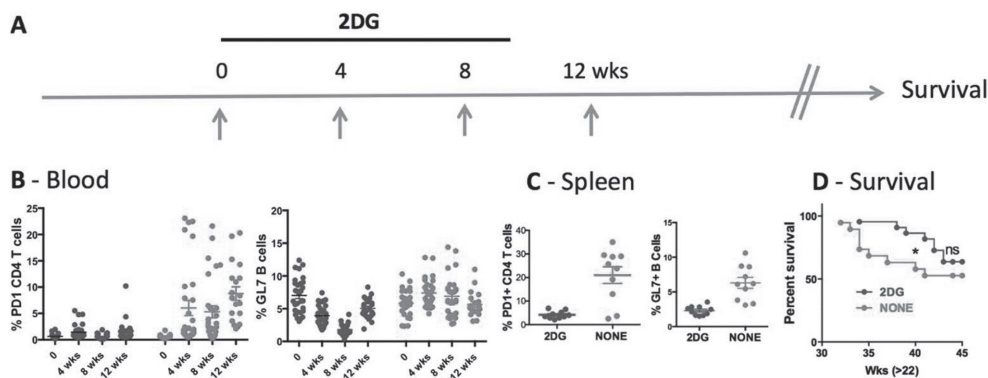 A
2DG
0 4 8 12 wks
Survival
B - Blood
% PD1 CD4 T cells
25
20
15
10
5
0
0 4 wks 8 wks 12 wks 0 4 wks 8 wks 12 wks
% GL7 B cells
20
15
10
5
0
0 4 wks 8 wks 12 wks 0 4 wks 8 wks 12 wks
C - Spleen
% PD1+ CD4 T cells
40
30
20
10
0
2DG NONE
% GL7+ B Cells
15
10
5
0
2DG NONE
D - Survival
Percent survival
100
50
0
* ns
2DG
NONE
30 35 40 45
Wks (>22)